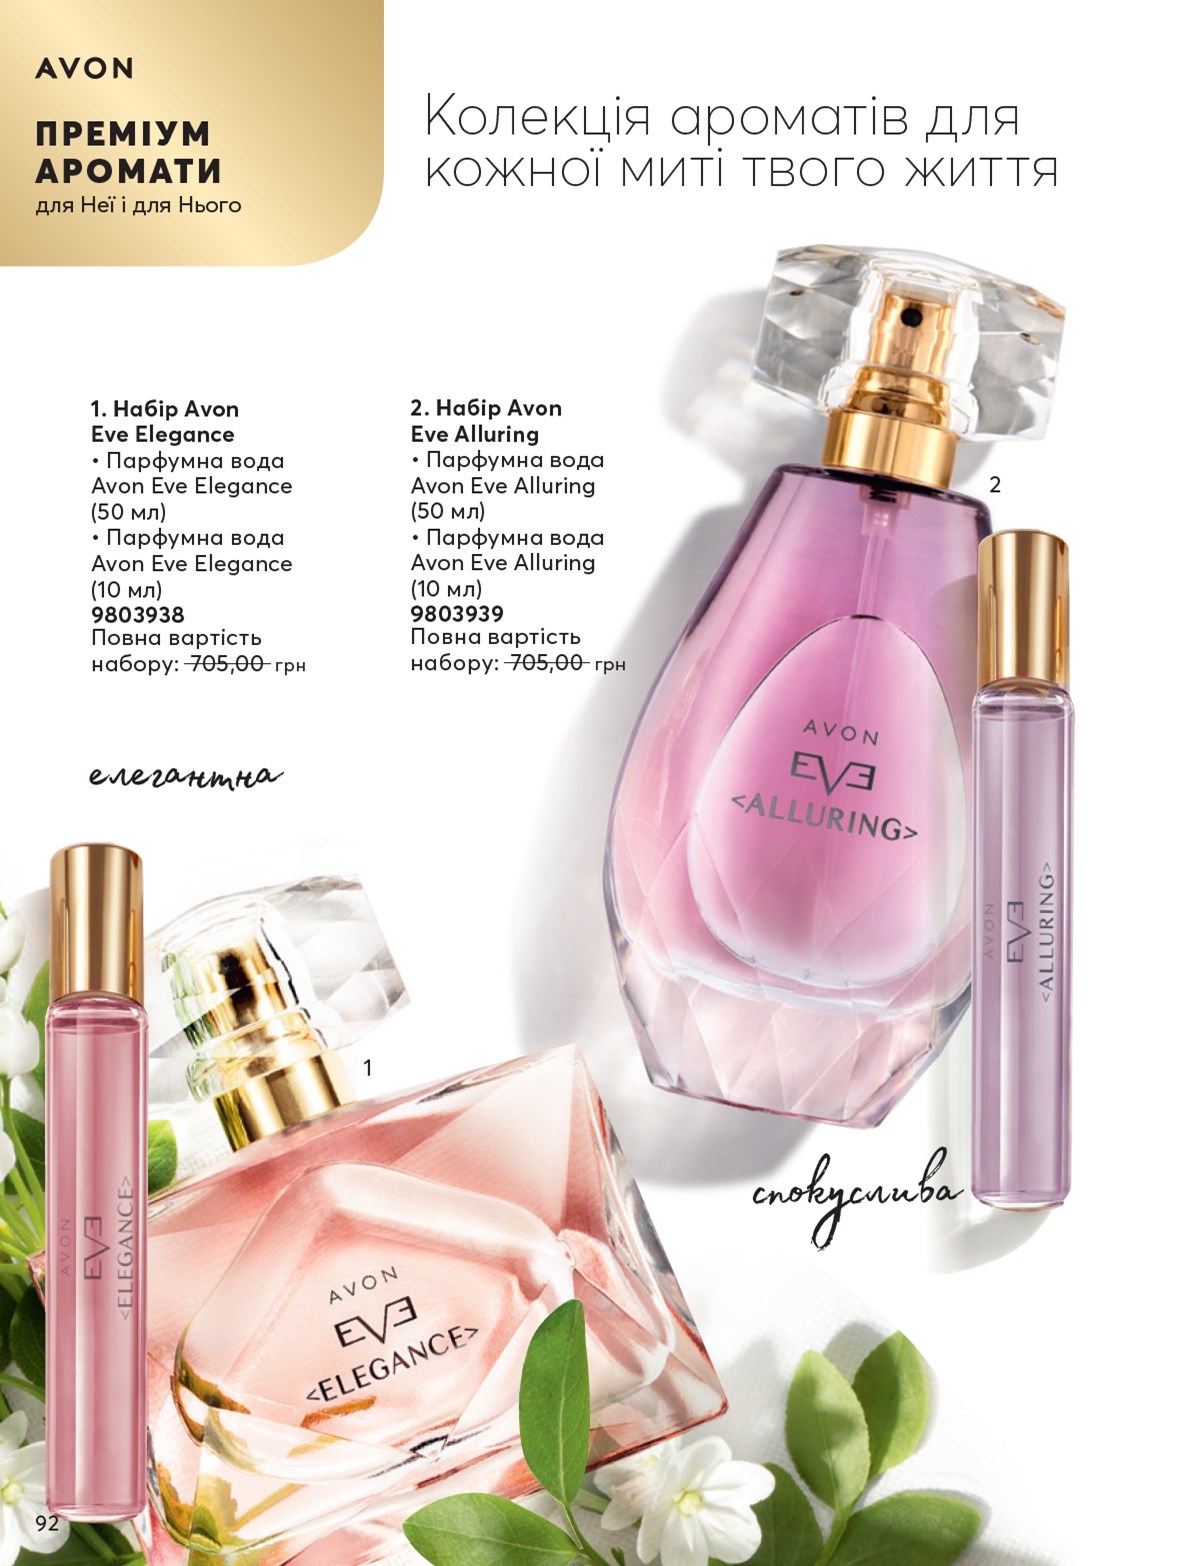 AVON
ПРЕМІУМ
АРОМАТИ
для Неї і для Нього
Колекція ароматів для
кожної миті твого життя
1. Набір Avon
Eve Elegance
• Парфумна вода
Avon Eve Elegance
(50 мл)
• Парфумна вода
Avon Eve Elegance
(10 мл)
9803938
Повна вартість
набору: 705,00 грн
2. Набір Avon
Eve Alluring
• Парфумна вода
Avon Eve Alluring
(50 мл)
• Парфумна вода
Avon Eve Alluring
(10 мл)
9803939
Повна вартість
набору: 705,00 грн
2
AVON
EVE
<ALLURING>
AVON
EVE
<ALLURING>
спокуслива
елегантна
1
AVON
EVE
<ELEGANCE>
AVON
EVE
<ELEGANCE>
92